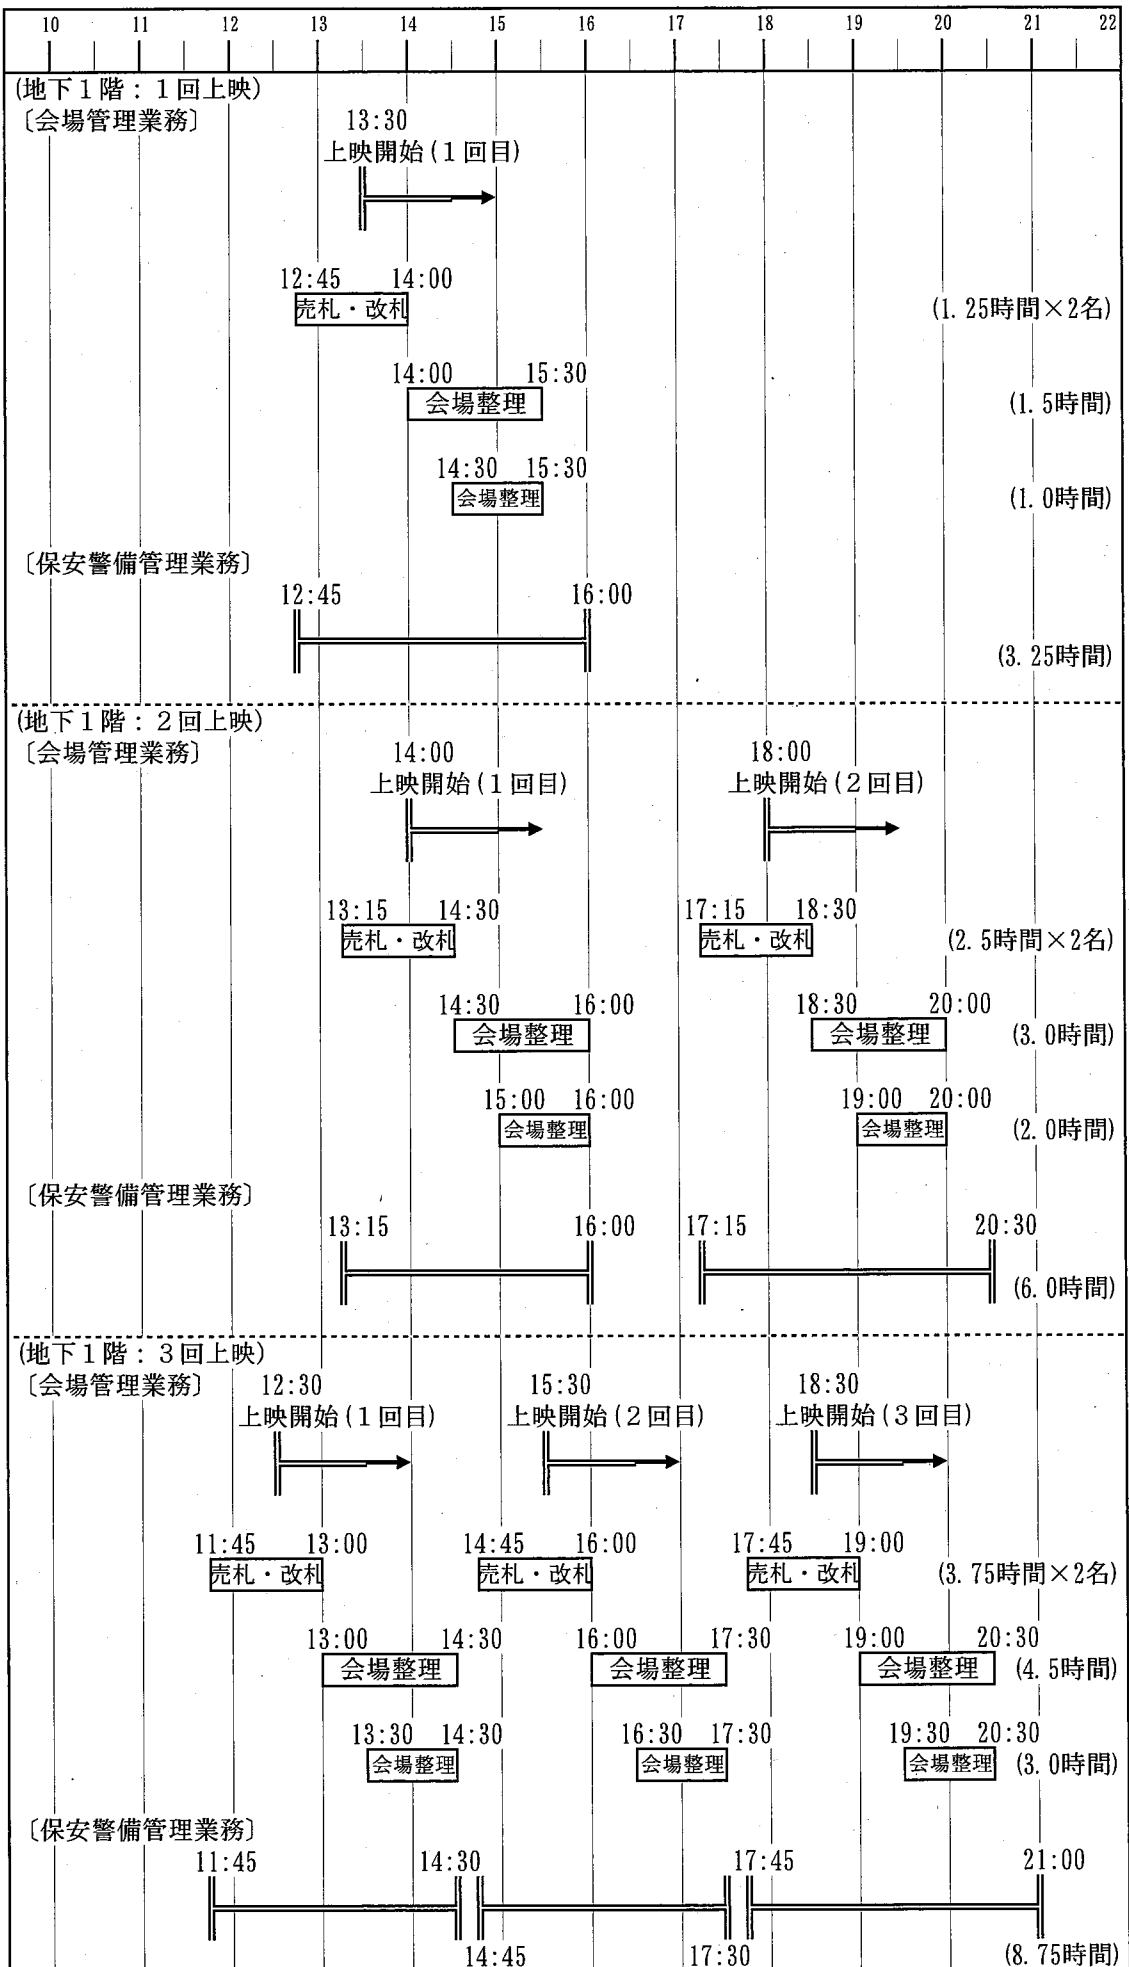 10 11 12 13 14 15 16 17 18 19 20 21 22
(地下1階：1回上映)
〔会場管理業務〕
13:30
上映開始(1回目)
12:45 14:00
売札・改札 (1.25時間×2名)
14:00 15:30
会場整理 (1.5時間)
14:30 15:30
会場整理 (1.0時間)
〔保安警備管理業務〕
12:45 16:00
(3.25時間)
(地下1階：2回上映)
〔会場管理業務〕
14:00 18:00
上映開始(1回目) 上映開始(2回目)
13:15 14:30 17:15 18:30
売札・改札 売札・改札 (2.5時間×2名)
14:30 16:00 18:30 20:00
会場整理 会場整理 (3.0時間)
15:00 16:00 19:00 20:00
会場整理 会場整理 (2.0時間)
〔保安警備管理業務〕
13:15 16:00 17:15 20:30
(6.0時間)
(地下1階：3回上映)
〔会場管理業務〕
12:30 15:30 18:30
上映開始(1回目) 上映開始(2回目) 上映開始(3回目)
11:45 13:00 14:45 16:00 17:45 19:00
売札・改札 売札・改札 売札・改札 (3.75時間×2名)
13:00 14:30 16:00 17:30 19:00 20:30
会場整理 会場整理 会場整理 (4.5時間)
13:30 14:30 16:30 17:30 19:30 20:30
会場整理 会場整理 会場整理 (3.0時間)
〔保安警備管理業務〕
11:45 14:30 17:45 21:00
14:45 17:30 (8.75時間)